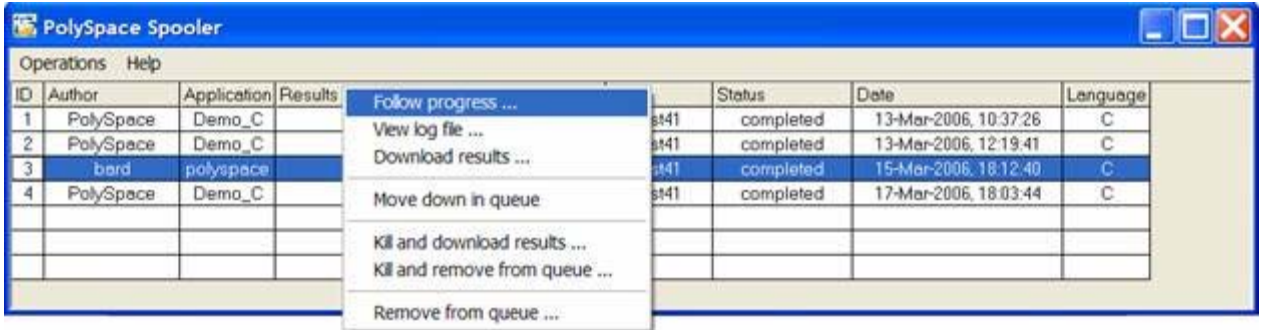 PolySpace Spooler
Operations Help
ID Author Application Results Status Date Language
1 PolySpace Demo_C st41 completed 13-Mar-2006, 10:37:26 C
2 PolySpace Demo_C st41 completed 13-Mar-2006, 12:19:41 C
3 bard polyspace st41 completed 15-Mar-2006, 18:12:40 C
4 PolySpace Demo_C st41 completed 17-Mar-2006, 18:03:44 C
Follow progress ...
View log file ...
Download results ...
Move down in queue
Kill and download results ...
Kill and remove from queue ...
Remove from queue ...